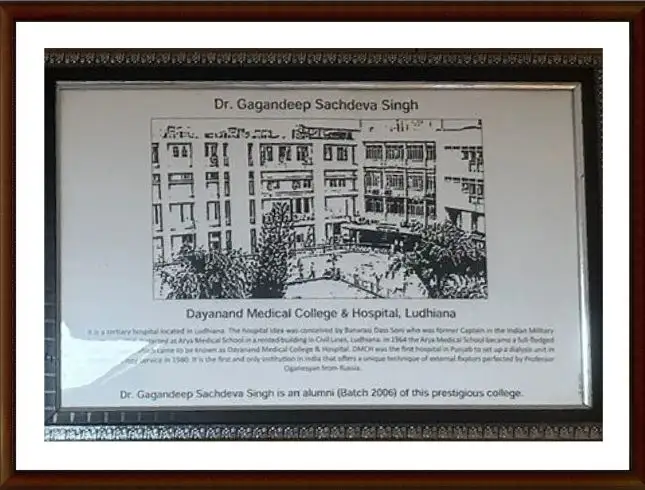 Dr. Gagandeep Sachdeva Singh
Dayanand Medical College & Hospital, Ludhiana
It is a tertiary hospital located in Ludhiana. The hospital idea was conceived by Banarasi Dass Soni who was former Captain in the Indian Military
started as Arya Medical School in a rented building in Civil Lines, Ludhiana. In 1964 the Arya Medical School became a full-fledged
which came to be known as Dayanand Medical College & Hospital. DMCH was the first hospital in Punjab to set up a dialysis unit in
service in 1980. It is the first and only institution in India that offers a unique technique of external fixators perfected by Professor
Oganesyan from Russia.
Dr. Gagandeep Sachdeva Singh is an alumni (Batch 2006) of this prestigious college.